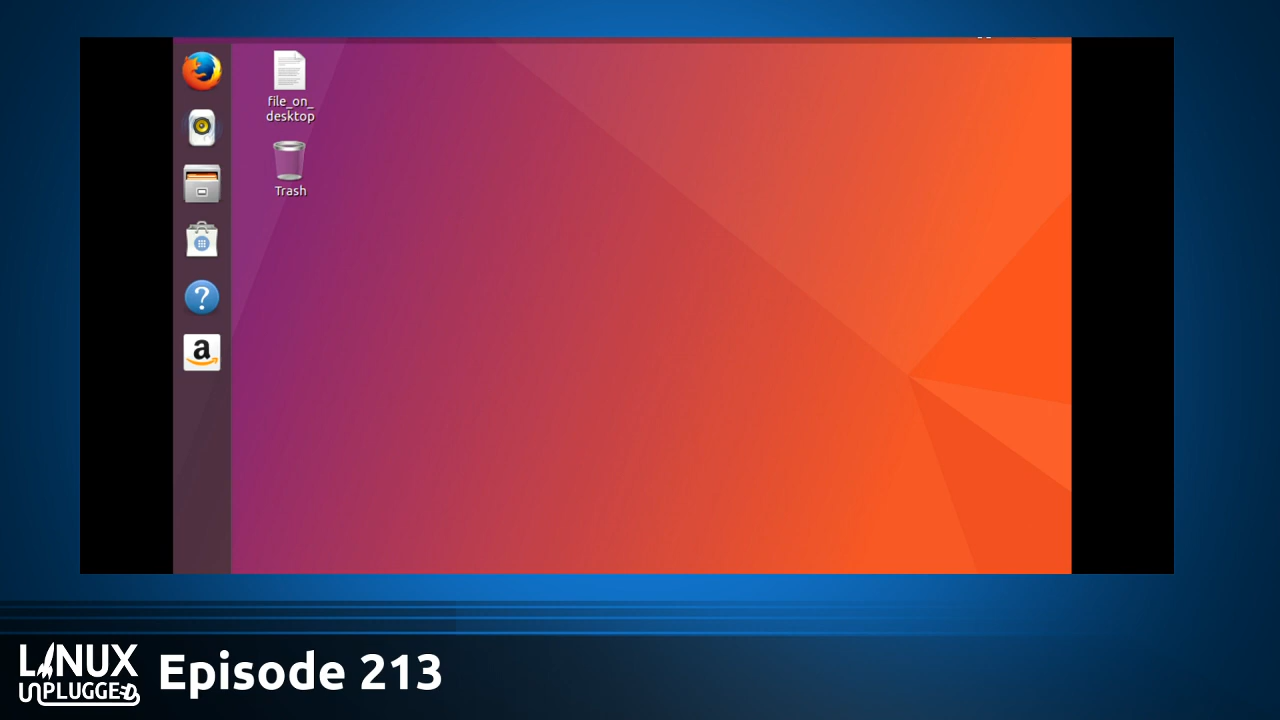 file_on_
desktop
Trash
?
a
LINUX
UNPLUGGED
Episode 213